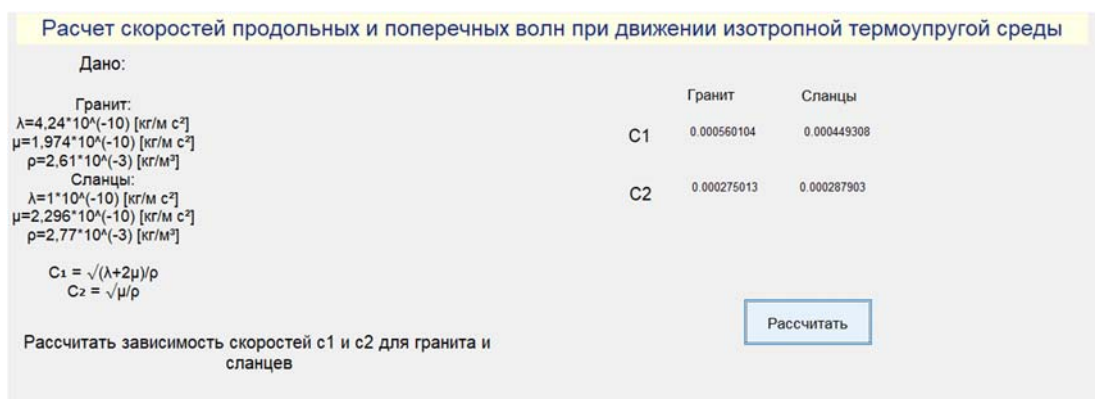 Расчет скоростей продольных и поперечных волн при движении изотропной термоупругой среды
Дано:
Гранит:
λ=4,24*10^(-10) [кг/м с²]
μ=1,974*10^(-10) [кг/м с²]
ρ=2,61*10^(-3) [кг/м³]
Сланцы:
λ=1*10^(-10) [кг/м с²]
μ=2,296*10^(-10) [кг/м с²]
ρ=2,77*10^(-3) [кг/м³]
C₁ = √(λ+2μ)/ρ
C₂ = √μ/ρ
Рассчитать зависимость скоростей с1 и с2 для гранита и
сланцев
Гранит Сланцы
C1 0.000560104 0.000449308
C2 0.000275013 0.000287903
Рассчитать